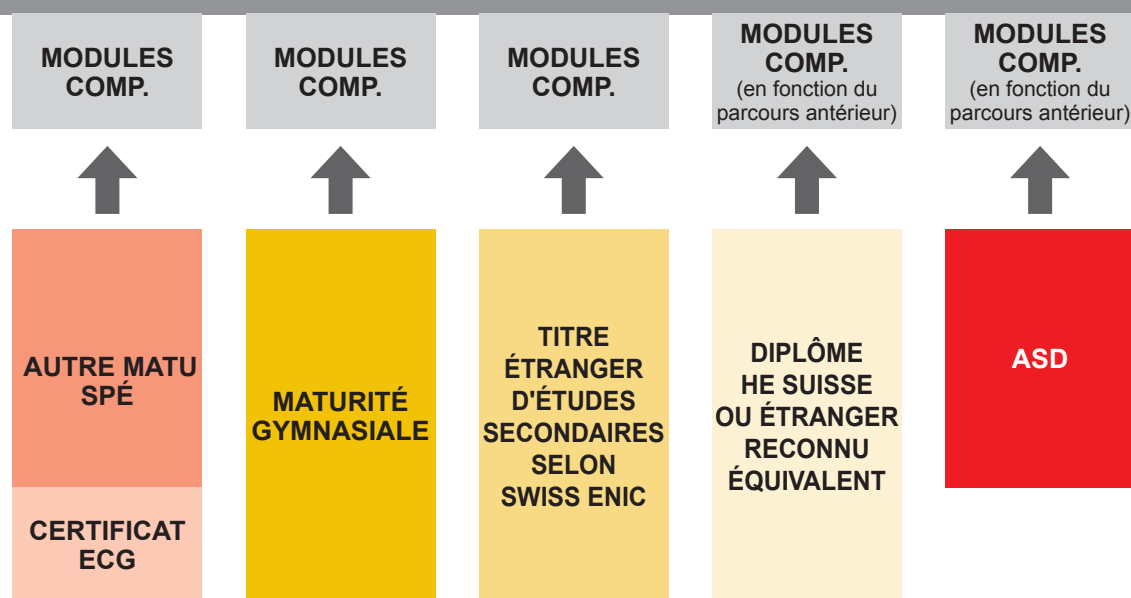 MODULES
COMP.
MODULES
COMP.
MODULES
COMP.
MODULES
COMP.
(en fonction du
parcours antérieur)
MODULES
COMP.
(en fonction du
parcours antérieur)
AUTRE MATU
SPÉ
CERTIFICAT
ECG
MATURITÉ
GYMNASIALE
TITRE
ÉTRANGER
D'ÉTUDES
SECONDAIRES
SELON
SWISS ENIC
DIPLÔME
HE SUISSE
OU ÉTRANGER
RECONNU
ÉQUIVALENT
ASD